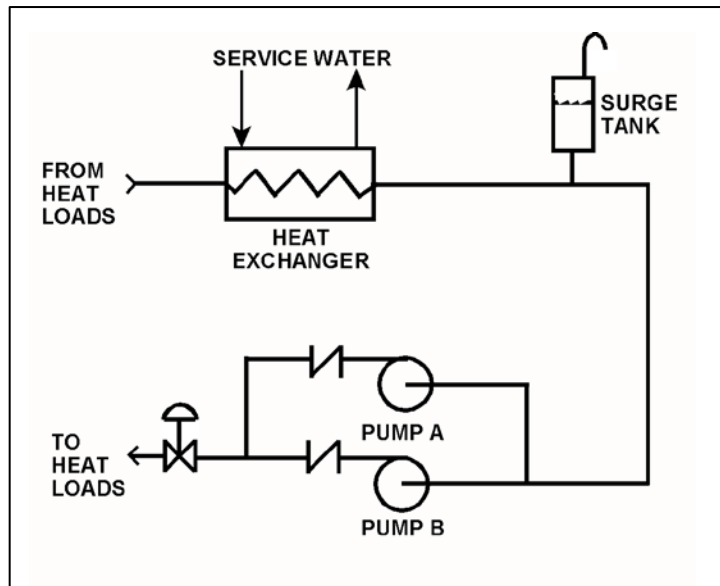 SERVICE WATER
SURGE
TANK
FROM
HEAT
LOADS
HEAT
EXCHANGER
PUMP A
TO
HEAT
LOADS
PUMP B